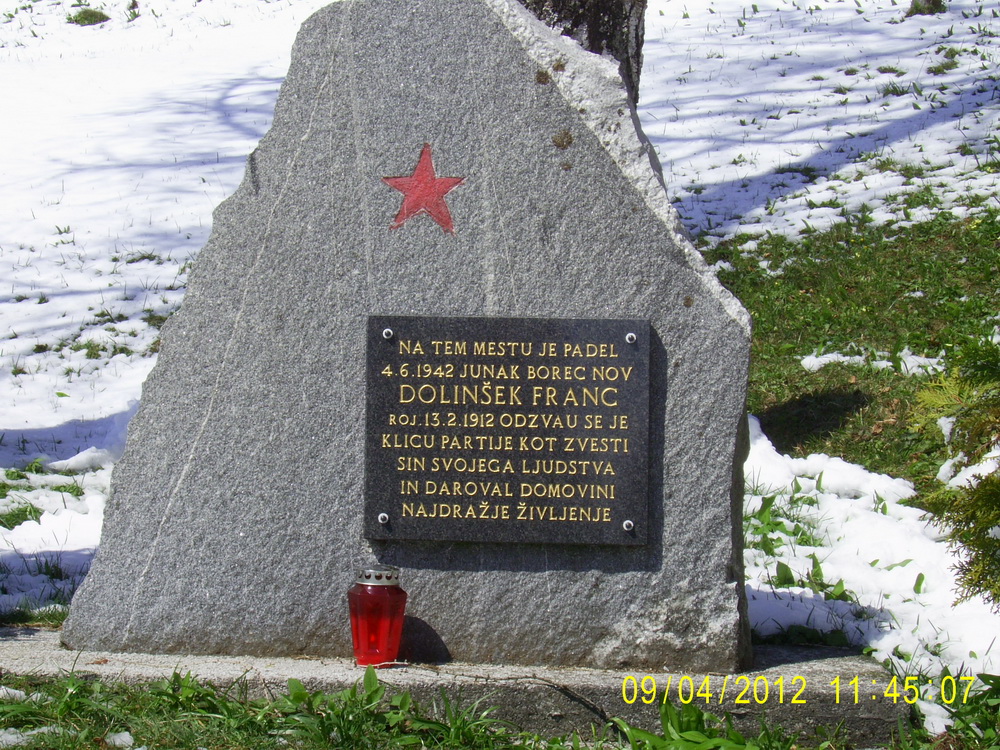 NA TEM MESTU JE PADEL
4.6.1942 JUNAK BOREC NOV
DOLINŠEK FRANC
ROJ. 13.2.1912 ODZVAU SE JE
KLICU PARTIJE KOT ZVESTI
SIN SVOJEGA LJUDSTVA
IN DAROVAL DOMOVINI
NAJDRAŽJE ŽIVLJENJE
09/04/2012 11:45:07